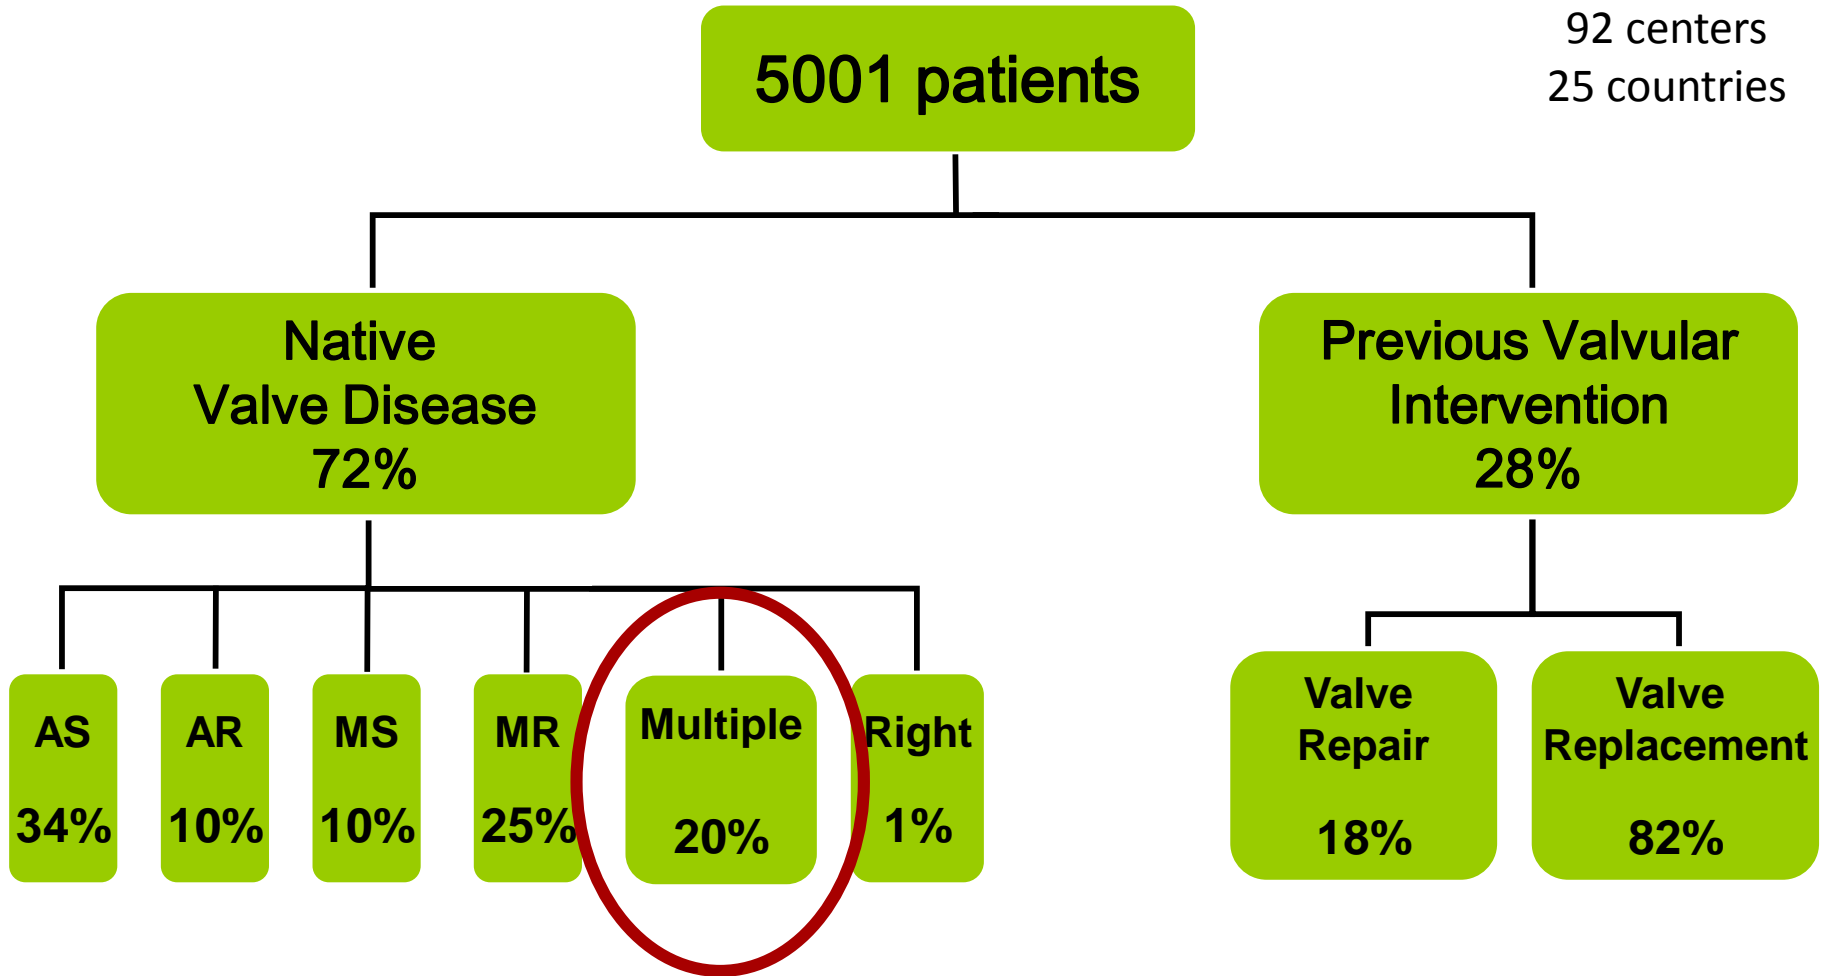 5001 patients
92 centers
25 countries
Native
Valve Disease
72%
Previous Valvular
Intervention
28%
AS
34%
AR
10%
MS
10%
MR
25%
Multiple
20%
Right
1%
Valve
Repair
18%
Valve
Replacement
82%